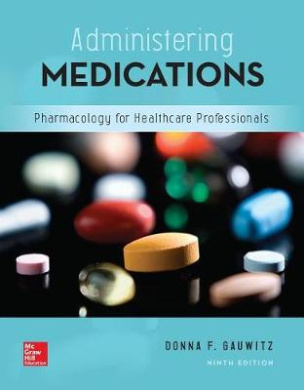 Administering
MEDICATIONS
Pharmacology for Healthcare Professionals
Mc
Graw
Hill
Education
DONNA F. GAUWITZ
NINTH EDITION